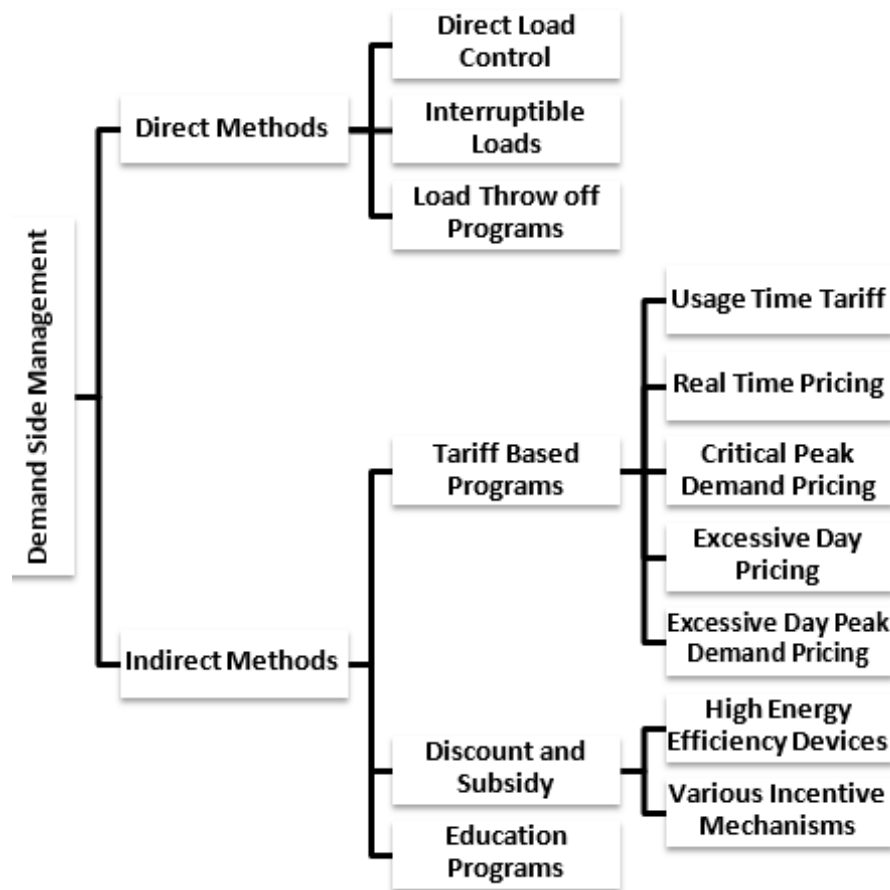 Demand Side Management
Direct Methods
Direct Load
Control
Interruptible
Loads
Load Throw off
Programs
Indirect Methods
Tariff Based
Programs
Usage Time Tariff
Real Time Pricing
Critical Peak
Demand Pricing
Excessive Day
Pricing
Excessive Day Peak
Demand Pricing
Discount and
Subsidy
High Energy
Efficiency Devices
Various Incentive
Mechanisms
Education
Programs